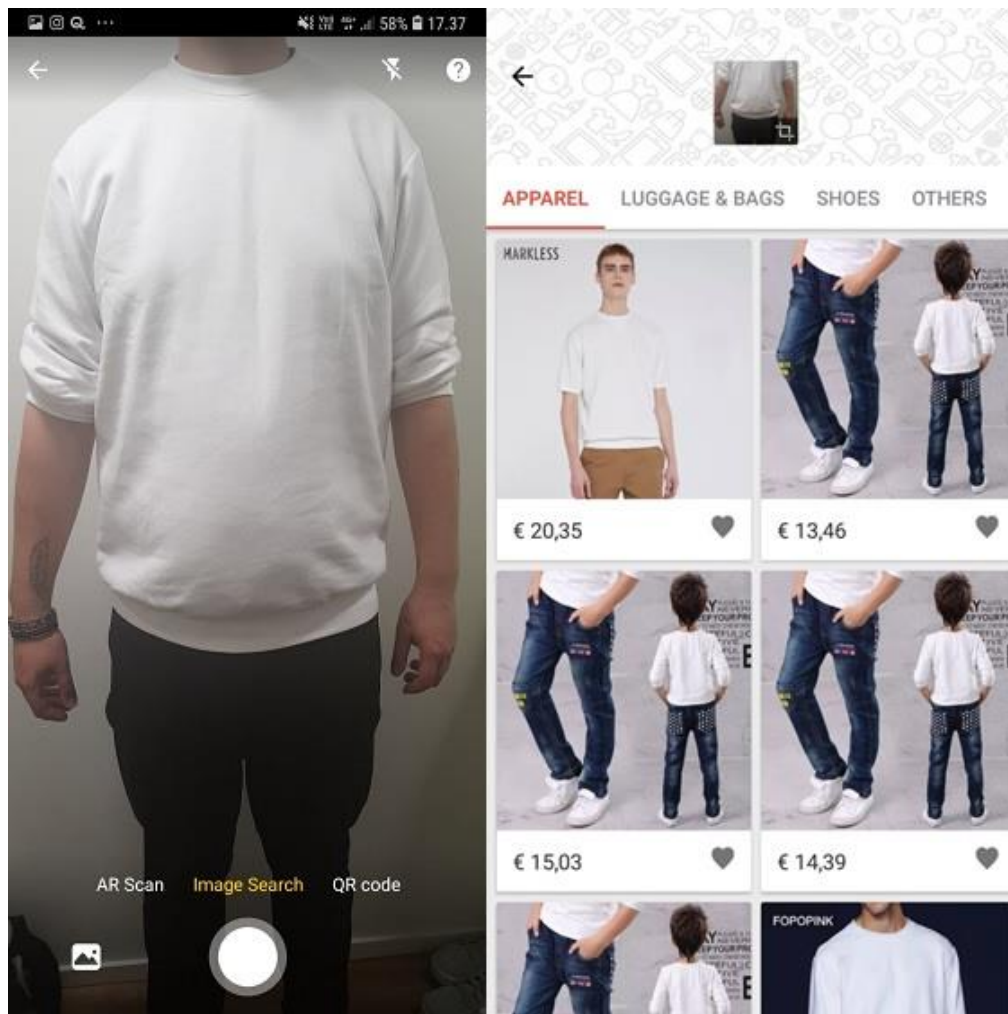 58% 17.37
AR Scan Image Search QR code
APPAREL LUGGAGE & BAGS SHOES OTHERS
MARKLESS
€ 20,35
€ 13,46
€ 15,03
€ 14,39
FOPOPINK